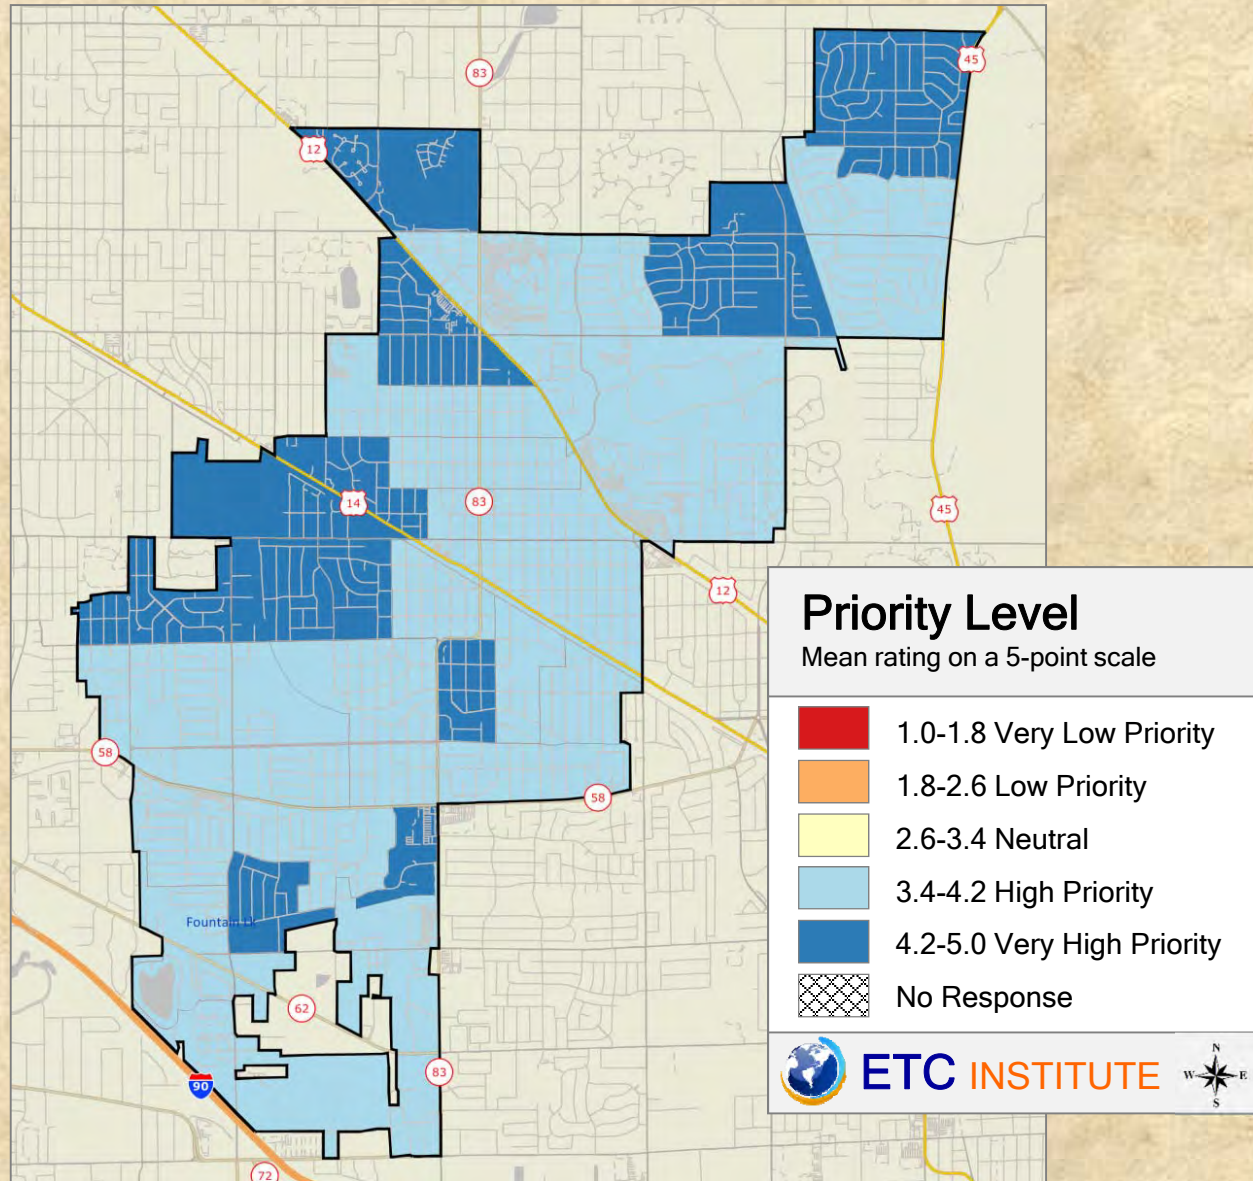 83
45
12
14
83
45
12
58
58
Fountain Lk
62
83
90
72
Priority Level
Mean rating on a 5-point scale
1.0-1.8 Very Low Priority
1.8-2.6 Low Priority
2.6-3.4 Neutral
3.4-4.2 High Priority
4.2-5.0 Very High Priority
No Response
ETC INSTITUTE
N
W E
S